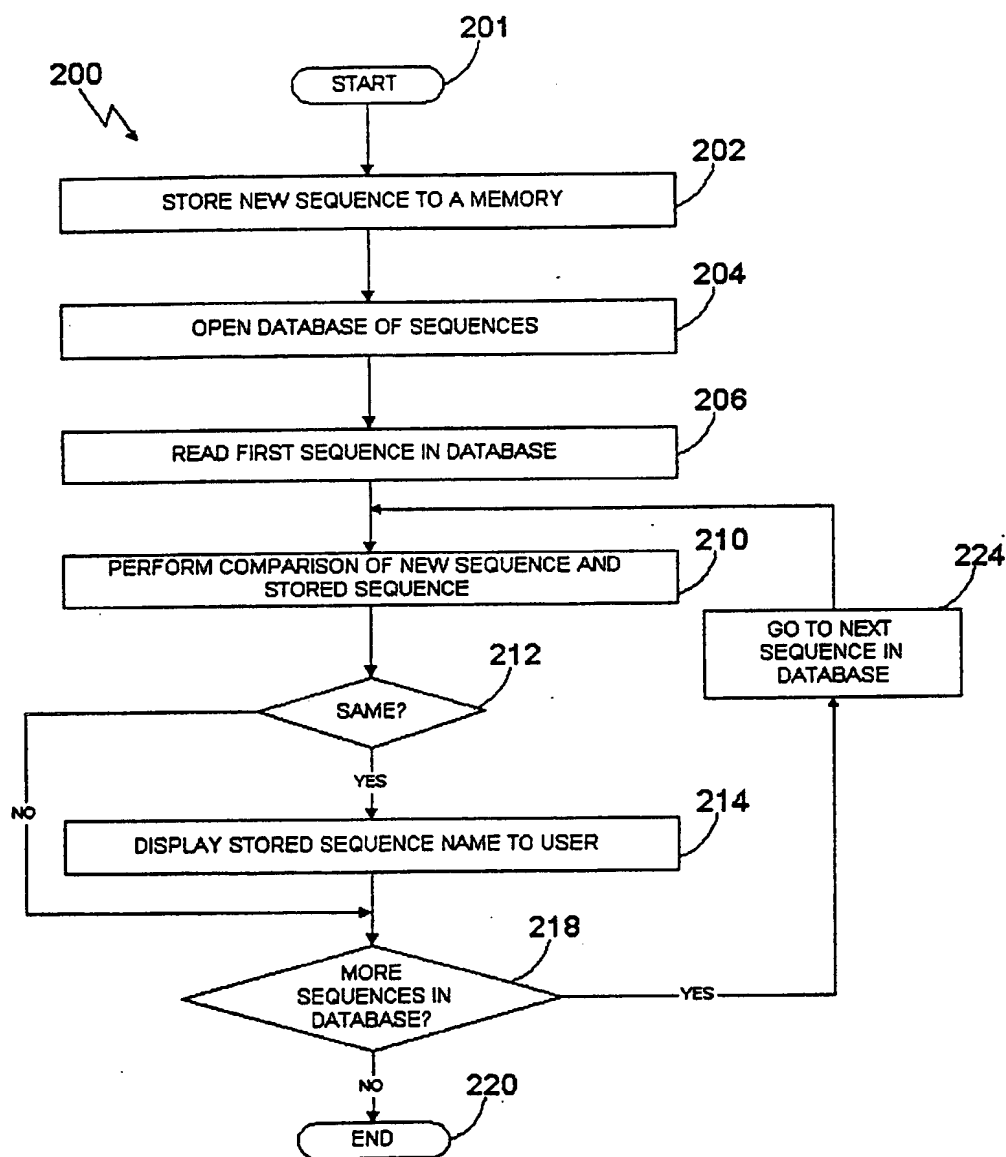 201
START
200
202
STORE NEW SEQUENCE TO A MEMORY
204
OPEN DATABASE OF SEQUENCES
206
READ FIRST SEQUENCE IN DATABASE
210
PERFORM COMPARISON OF NEW SEQUENCE AND
STORED SEQUENCE
224
GO TO NEXT
SEQUENCE IN
DATABASE
212
SAME?
YES
NO
214
DISPLAY STORED SEQUENCE NAME TO USER
218
MORE
SEQUENCES IN
DATABASE?
YES
NO
220
END